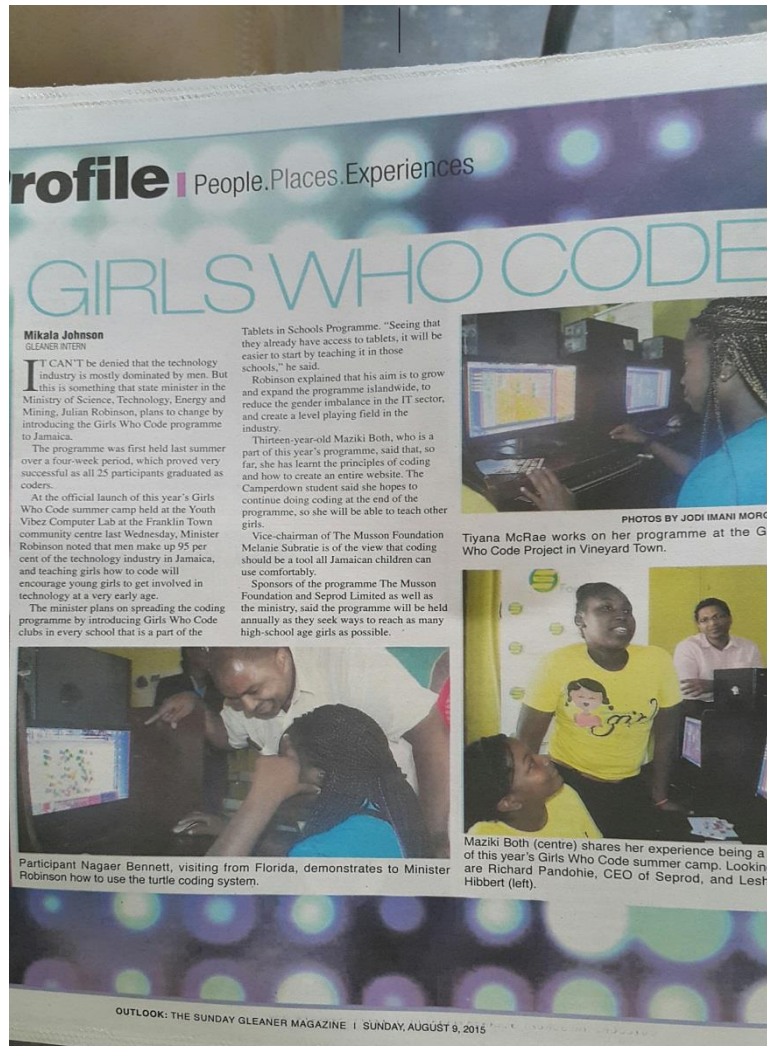 rofile | People.Places.Experiences
GIRLS WHO CODE
Mikala Johnson
GLEANER INTERN
IT CAN'T be denied that the technology
industry is mostly dominated by men. But
this is something that state minister in the
Ministry of Science, Technology, Energy and
Mining, Julian Robinson, plans to change by
introducing the Girls Who Code programme
to Jamaica.
The programme was first held last summer
over a four-week period, which proved very
successful as all 25 participants graduated as
coders.
At the official launch of this year's Girls
Who Code summer camp held at the Youth
Vibez Computer Lab at the Franklin Town
community centre last Wednesday, Minister
Robinson noted that men make up 95 per
cent of the technology industry in Jamaica,
and teaching girls how to code will
encourage young girls to get involved in
technology at a very early age.
The minister plans on spreading the coding
programme by introducing Girls Who Code
clubs in every school that is a part of the
Tablets in Schools Programme. "Seeing that
they already have access to tablets, it will be
easier to start by teaching it in those
schools," he said.
Robinson explained that his aim is to grow
and expand the programme islandwide, to
reduce the gender imbalance in the IT sector,
and create a level playing field in the
industry.
Thirteen-year-old Maziki Both, who is a
part of this year's programme, said that, so
far, she has learnt the principles of coding
and how to create an entire website. The
Camperdown student said she hopes to
continue doing coding at the end of the
programme, so she will be able to teach other
girls.
Vice-chairman of The Musson Foundation
Melanie Subratie is of the view that coding
should be a tool all Jamaican children can
use comfortably.
Sponsors of the programme The Musson
Foundation and Seprod Limited as well as
the ministry, said the programme will be held
annually as they seek ways to reach as many
high-school age girls as possible.
PHOTOS BY JODI IMANI MORG
Tiyana McRae works on her programme at the G
Who Code Project in Vineyard Town.
girl
Participant Nagaer Bennett, visiting from Florida, demonstrates to Minister
Robinson how to use the turtle coding system.
Maziki Both (centre) shares her experience being a
of this year's Girls Who Code summer camp. Lookin
are Richard Pandohie, CEO of Seprod, and Lesh
Hibbert (left).
OUTLOOK: THE SUNDAY GLEANER MAGAZINE | SUNDAY, AUGUST 9, 2015